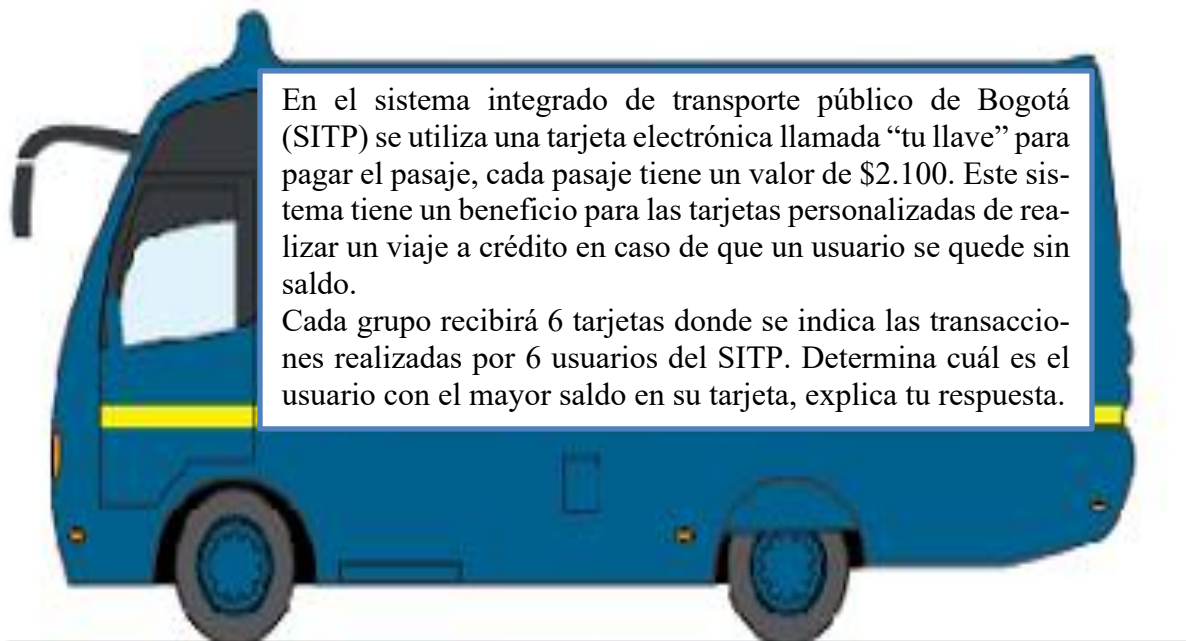 En el sistema integrado de transporte público de Bogotá
(SITP) se utiliza una tarjeta electrónica llamada “tu llave” para
pagar el pasaje, cada pasaje tiene un valor de $2.100. Este sis-
tema tiene un beneficio para las tarjetas personalizadas de rea-
lizar un viaje a crédito en caso de que un usuario se quede sin
saldo.
Cada grupo recibirá 6 tarjetas donde se indica las transaccio-
nes realizadas por 6 usuarios del SITP. Determina cuál es el
usuario con el mayor saldo en su tarjeta, explica tu respuesta.